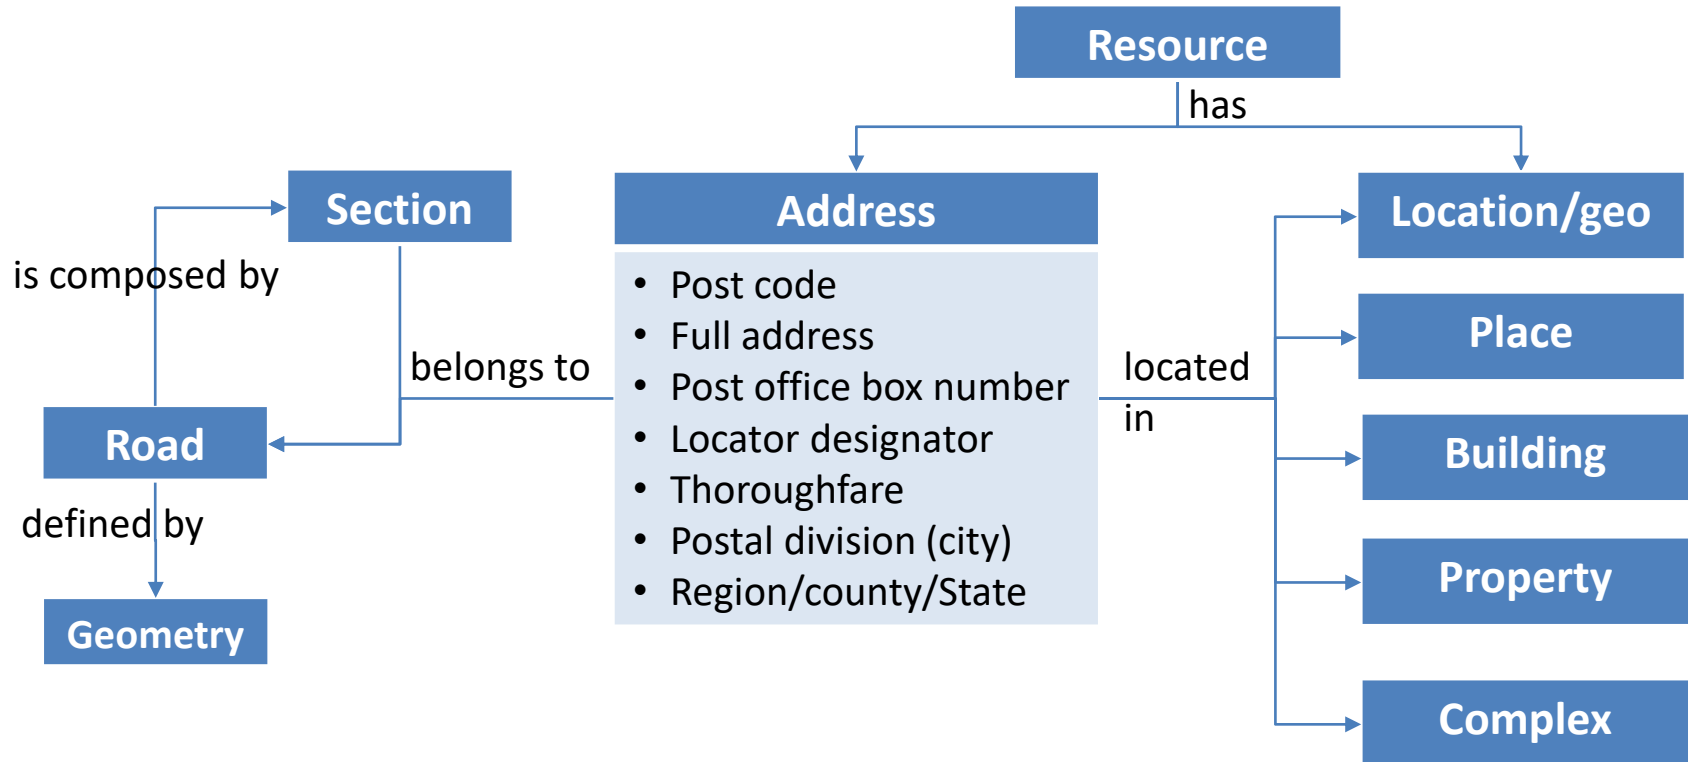 Resource
has
Section
Address
Location/geo
is composed by
• Post code
• Full address
• Post office box number
• Locator designator
• Thoroughfare
• Postal division (city)
• Region/county/State
belongs to
located
in
Place
Road
Building
defined by
Property
Geometry
Complex